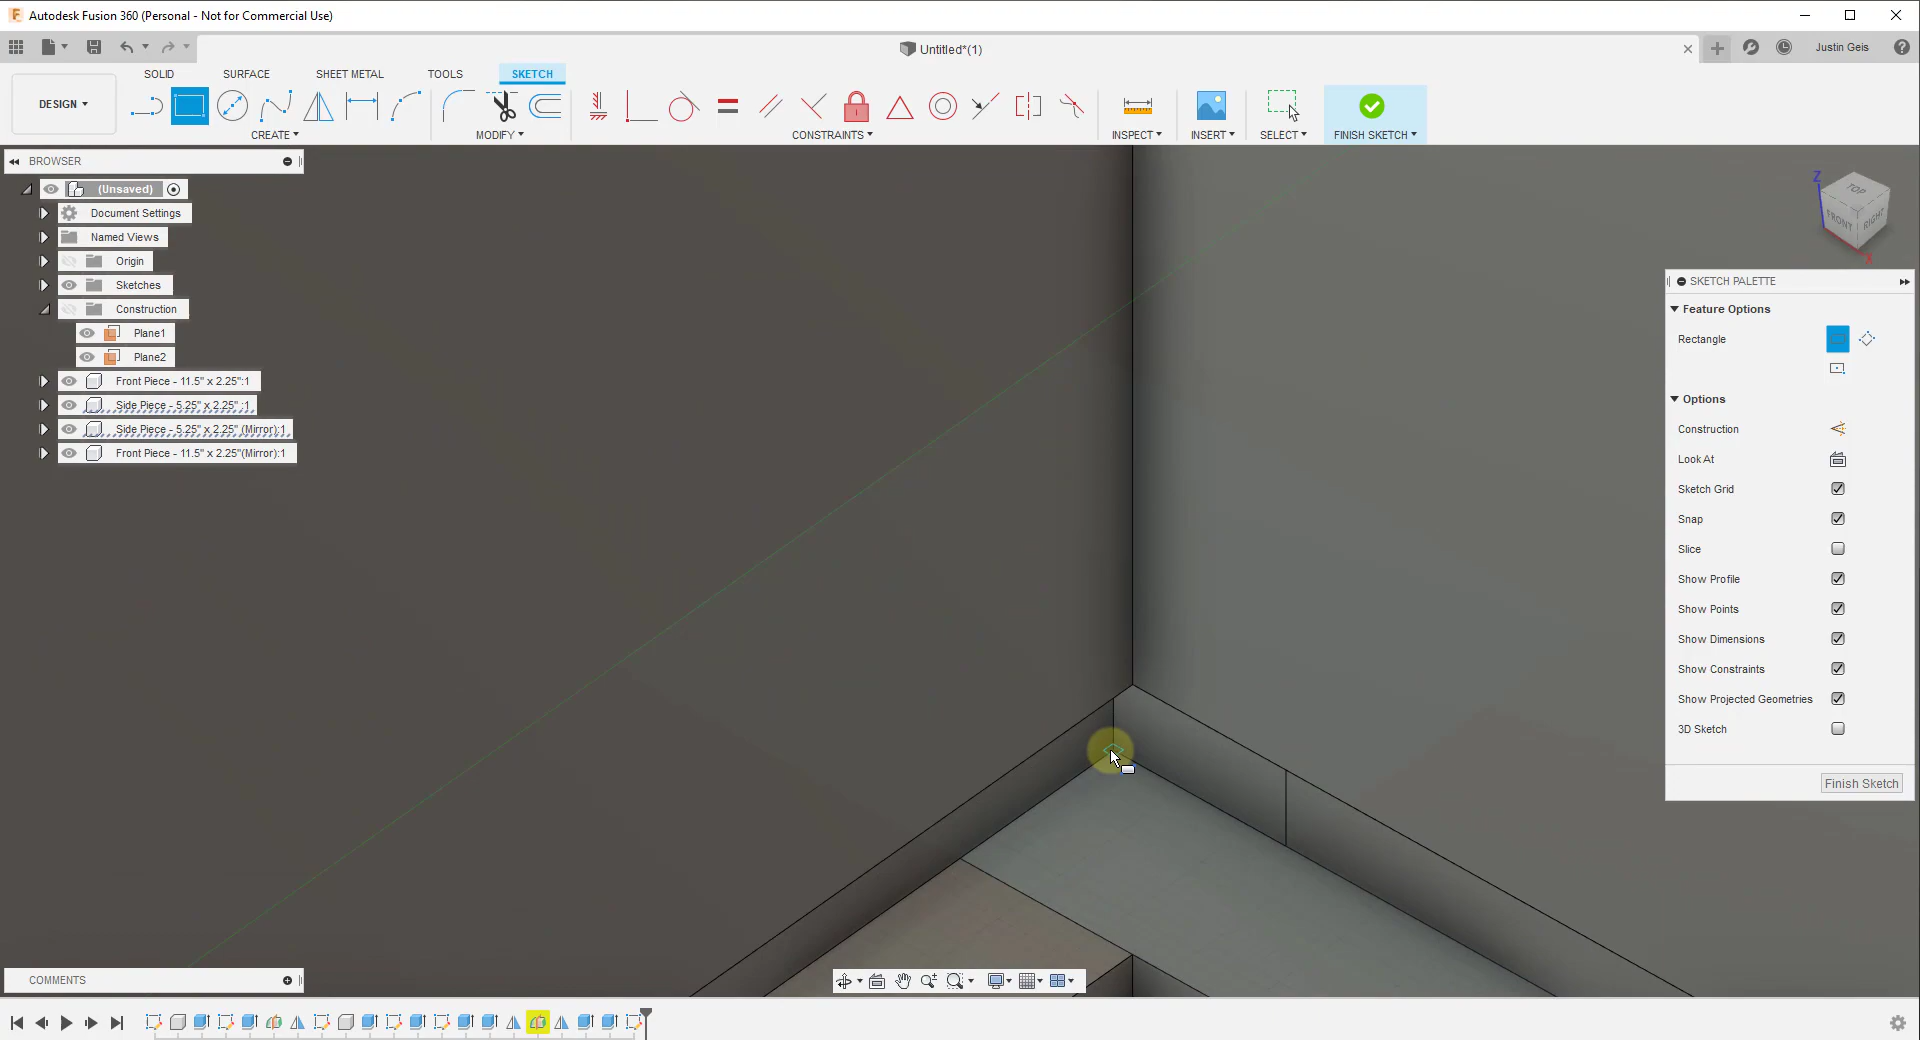 Autodesk Fusion 360 (Personal - Not for Commercial Use)
Untitled*(1)
Justin Geis
DESIGN
SOLID
SURFACE
SHEET METAL
TOOLS
SKETCH
CREATE
MODIFY
CONSTRAINTS
INSPECT
INSERT
SELECT
FINISH SKETCH
BROWSER
(Unsaved)
Document Settings
Named Views
Origin
Sketches
Construction
Plane1
Plane2
Front Piece - 11.5" x 2.25":1
Side Piece - 5.25" x 2.25" :1
Side Piece - 5.25" x 2.25" (Mirror):1
Front Piece - 11.5" x 2.25"(Mirror):1
Z
TOP
FRONT
RIGHT
X
SKETCH PALETTE
Feature Options
Rectangle
Options
Construction
Look At
Sketch Grid
Snap
Slice
Show Profile
Show Points
Show Dimensions
Show Constraints
Show Projected Geometries
3D Sketch
Finish Sketch
COMMENTS